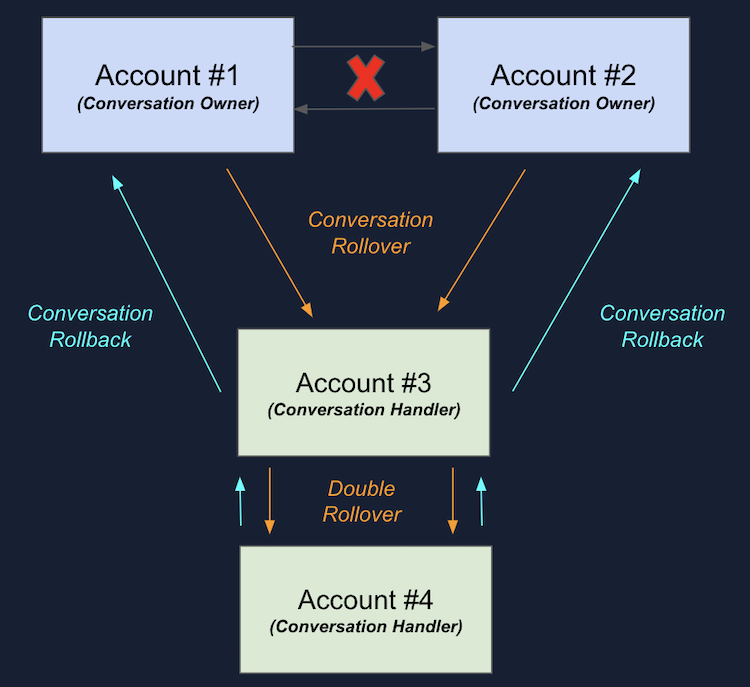 Account #1
(Conversation Owner)
Account #2
(Conversation Owner)
Conversation
Rollover
Conversation
Rollback
Conversation
Rollback
Account #3
(Conversation Handler)
Double
Rollover
Account #4
(Conversation Handler)